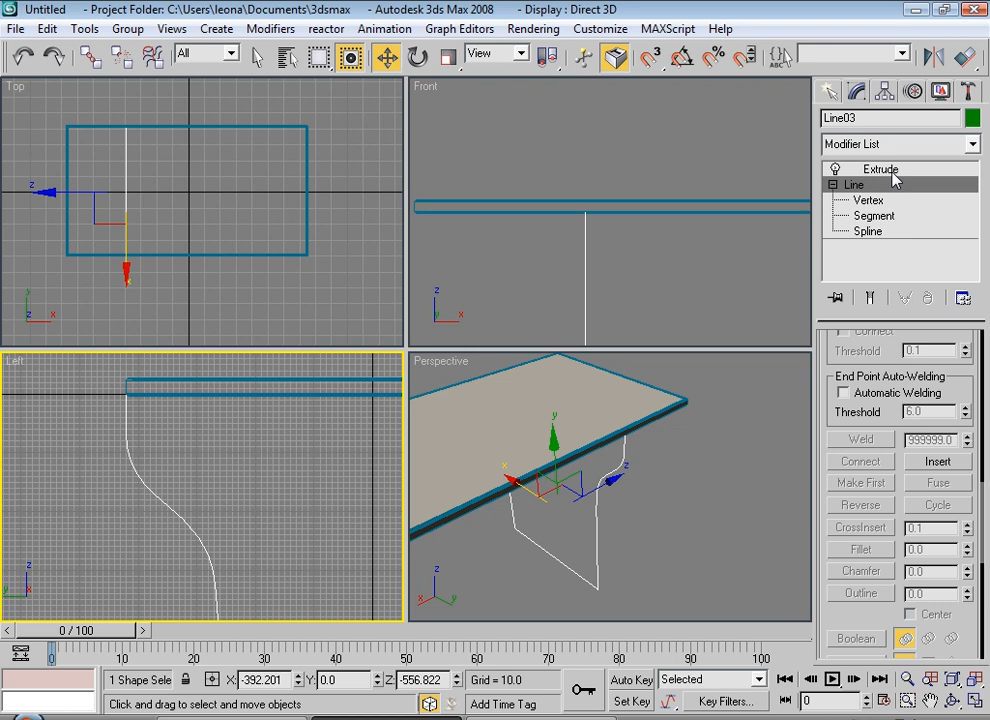 Untitled - Project Folder: C:\Users\leona\Documents\3dsmax - Autodesk 3ds Max 2008 - Display : Direct 3D
File Edit Tools Group Views Create Modifiers reactor Animation Graph Editors Rendering Customize MAXScript Help
All View
Top
Front
Line03
Modifier List
Extrude
Line
Vertex
Segment
Spline
z
x
y
z x
z
y x
Left
Perspective
y
x
z
z
y x
z
x y
Connect
Threshold 0.1
End Point Auto-Welding
Automatic Welding
Threshold 6.0
Weld 999999.0
Connect Insert
Make First Fuse
Reverse Cycle
CrossInsert 0.1
Fillet 0.0
Chamfer 0.0
Outline 0.0
Center
Boolean
0 / 100
0 10 20 30 40 50 60 70 80 90 100
1 Shape Sele X: -392.201 Y: 0.0 Z: -556.822 Grid = 10.0 Auto Key Selected
Click and drag to select and move objects Add Time Tag Set Key Key Filters... 0